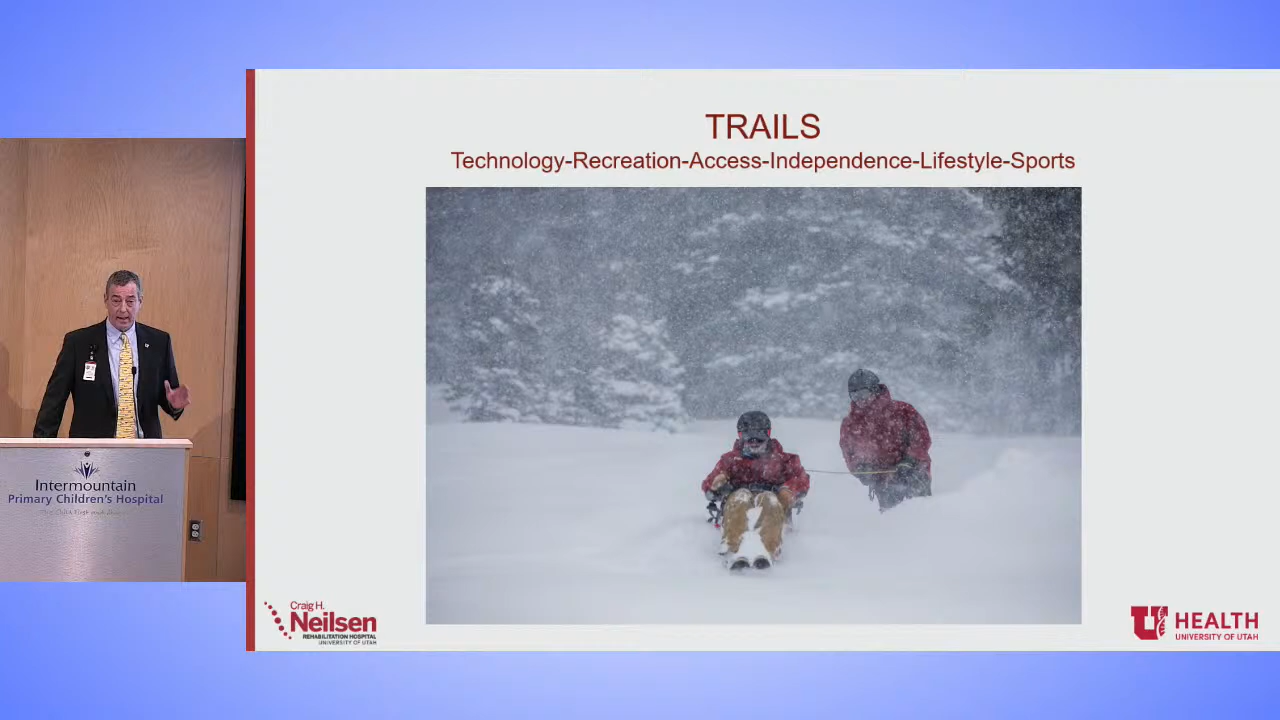 TRAILS
Technology-Recreation-Access-Independence-Lifestyle-Sports
Intermountain
Primary Children's Hospital
Craig H.
Neilsen
REHABILITATION HOSPITAL
UNIVERSITY OF UTAH
HEALTH
UNIVERSITY OF UTAH